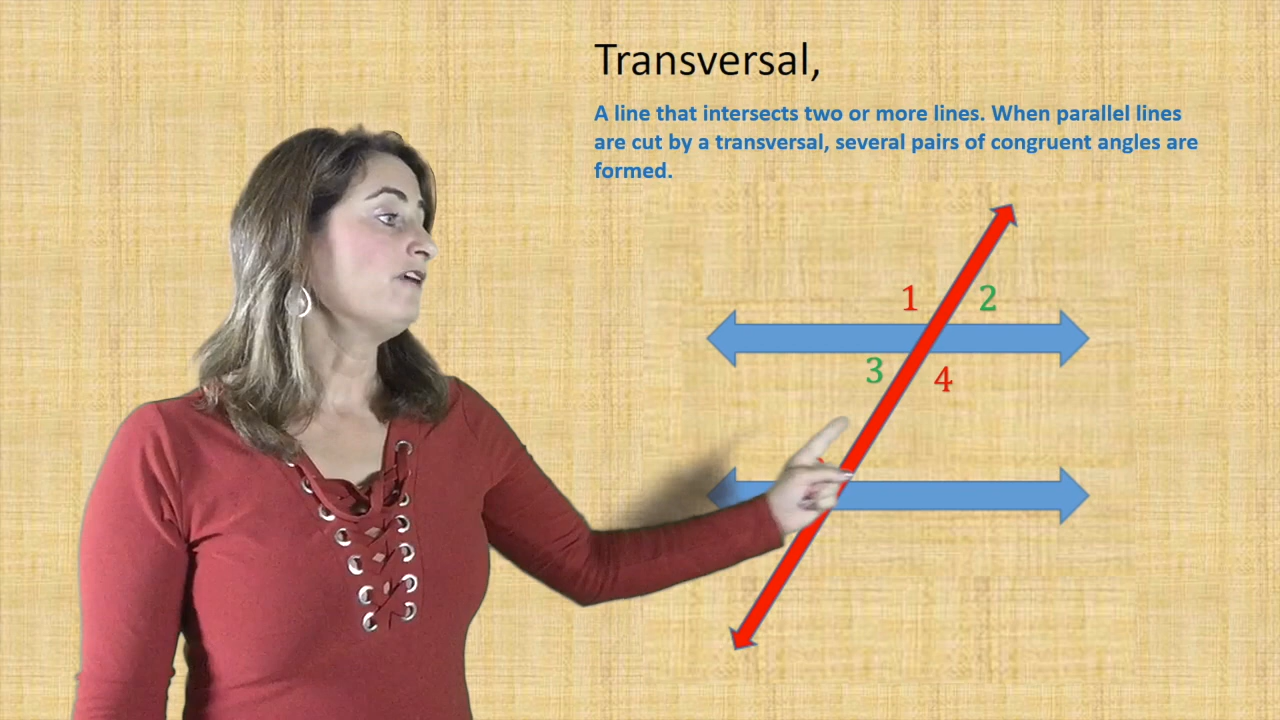 Transversal,
A line that intersects two or more lines. When parallel lines
are cut by a transversal, several pairs of congruent angles are
formed.
1 2
3 4